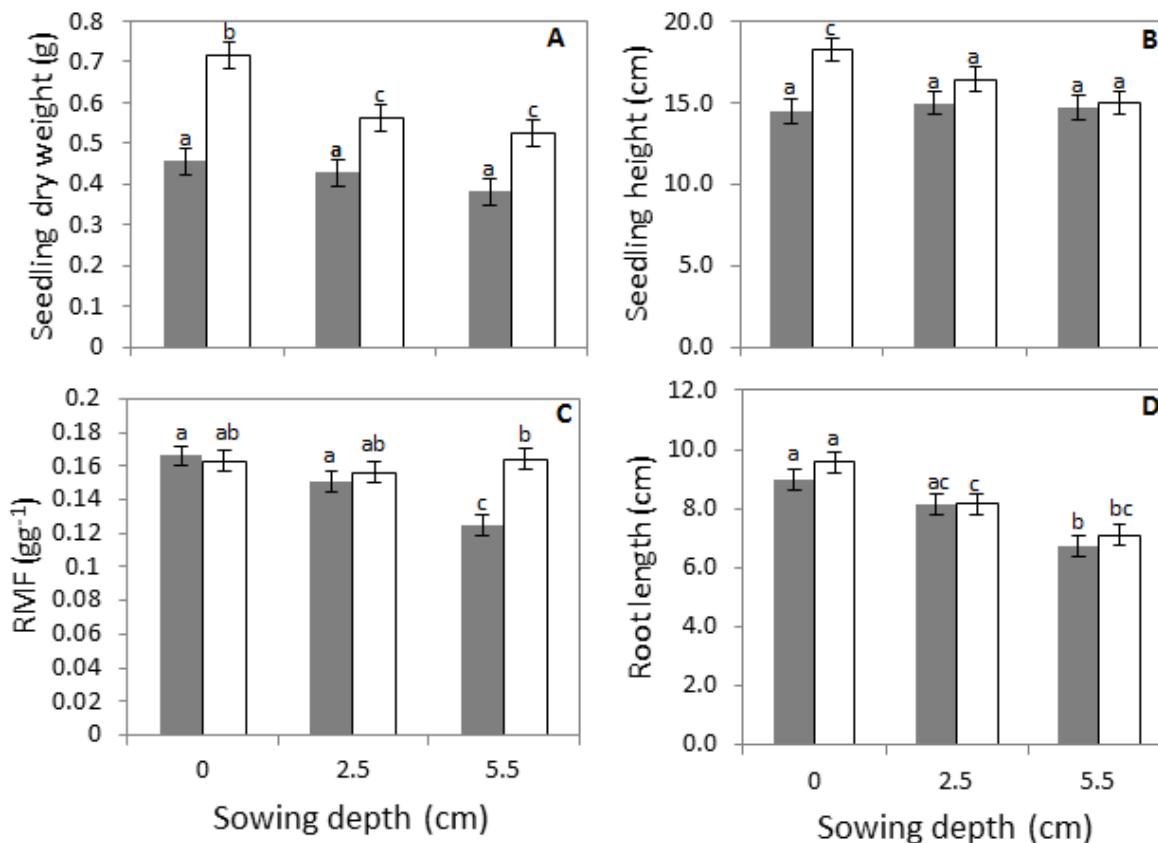 A
Seedling dry weight (g)
0.8
0.7
0.6
0.5
0.4
0.3
0.2
0.1
0
a b a c a c
B
Seedling height (cm)
20.0
15.0
10.0
5.0
0.0
a c a a a a
C
RMF (gg⁻¹)
0.2
0.18
0.16
0.14
0.12
0.1
0.08
0.06
0.04
0.02
0
a ab a ab c b
0 2.5 5.5
Sowing depth (cm)
D
Root length (cm)
12.0
10.0
8.0
6.0
4.0
2.0
0.0
a a ac c b bc
0 2.5 5.5
Sowing depth (cm)